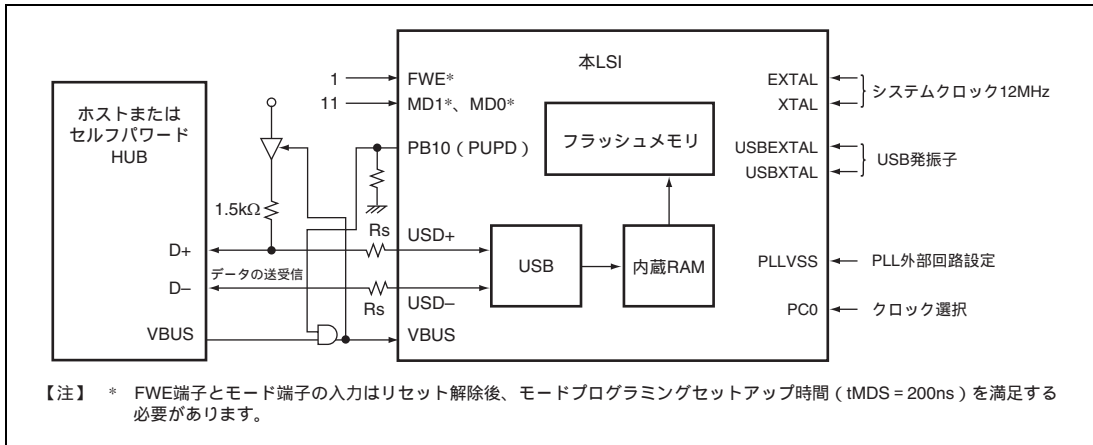 本LSI
ホストまたは
セルフパワード
HUB
1
FWE*
11
MD1*、MD0*
PB10（PUPD）
1.5kΩ
Rs
USD+
D+
データの送受信
D−
Rs
USD−
VBUS
VBUS
フラッシュメモリ
USB
内蔵RAM
EXTAL
XTAL
システムクロック12MHz
USBEXTAL
USBXTAL
USB発振子
PLLVSS
PLL外部回路設定
PC0
クロック選択
【注】 * FWE端子とモード端子の入力はリセット解除後、モードプログラミングセットアップ時間（tMDS = 200ns）を満足する
必要があります。